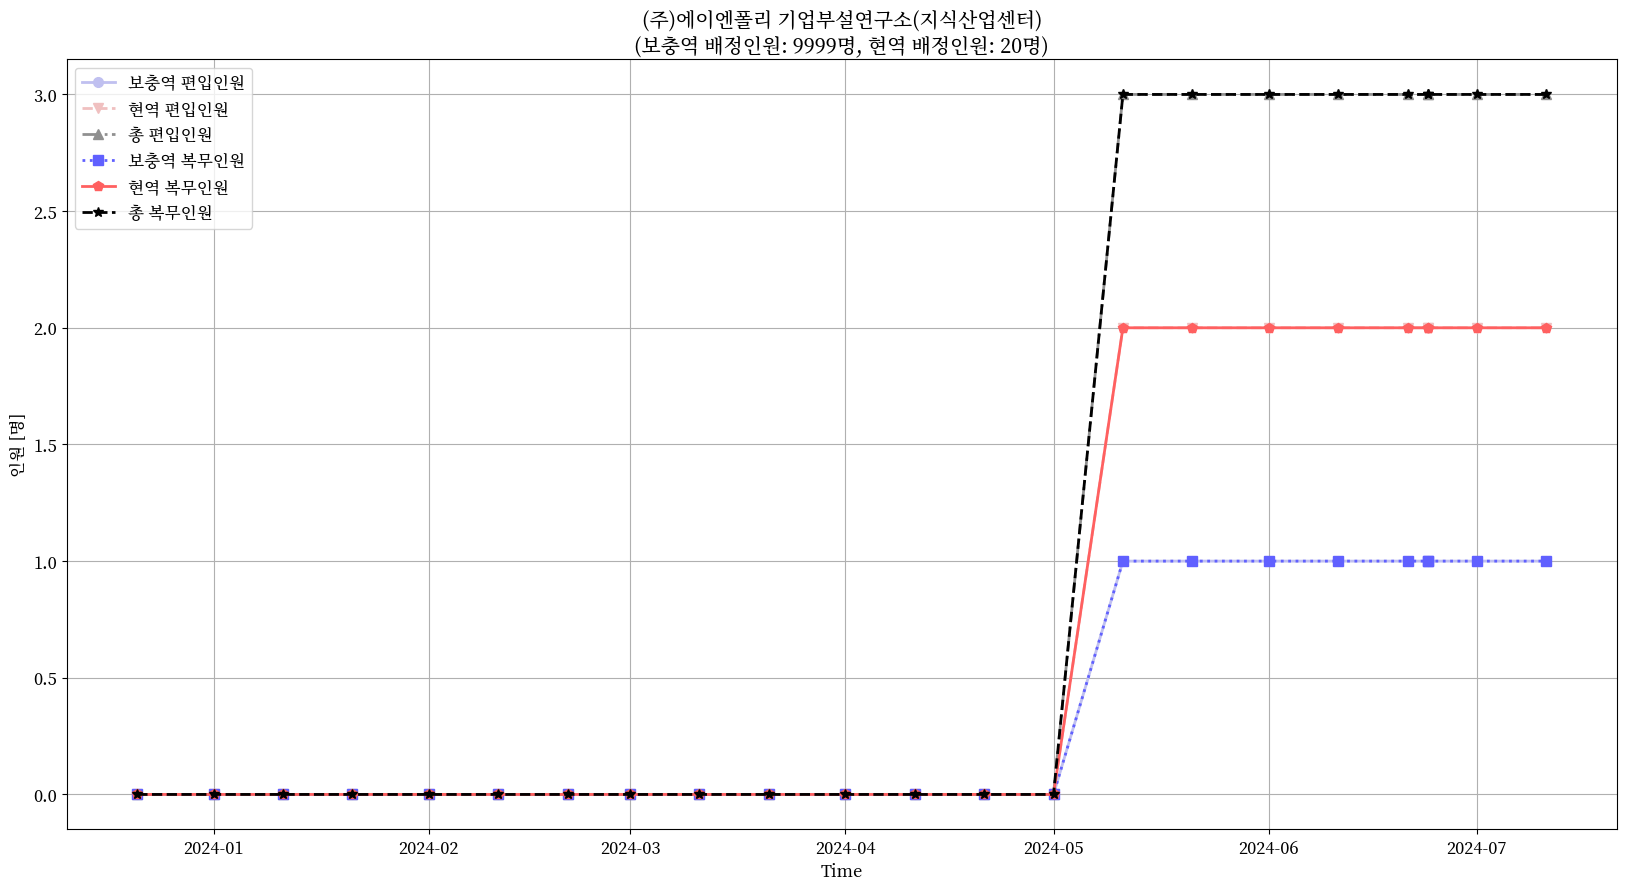 (주)에이엔폴리 기업부설연구소(지식산업센터)
(보충역 배정인원: 9999명, 현역 배정인원: 20명)
보충역 편입인원
현역 편입인원
총 편입인원
보충역 복무인원
현역 복무인원
총 복무인원
3.0
2.5
2.0
1.5
1.0
0.5
0.0
인원 [명]
2024-01 2024-02 2024-03 2024-04 2024-05 2024-06 2024-07
Time